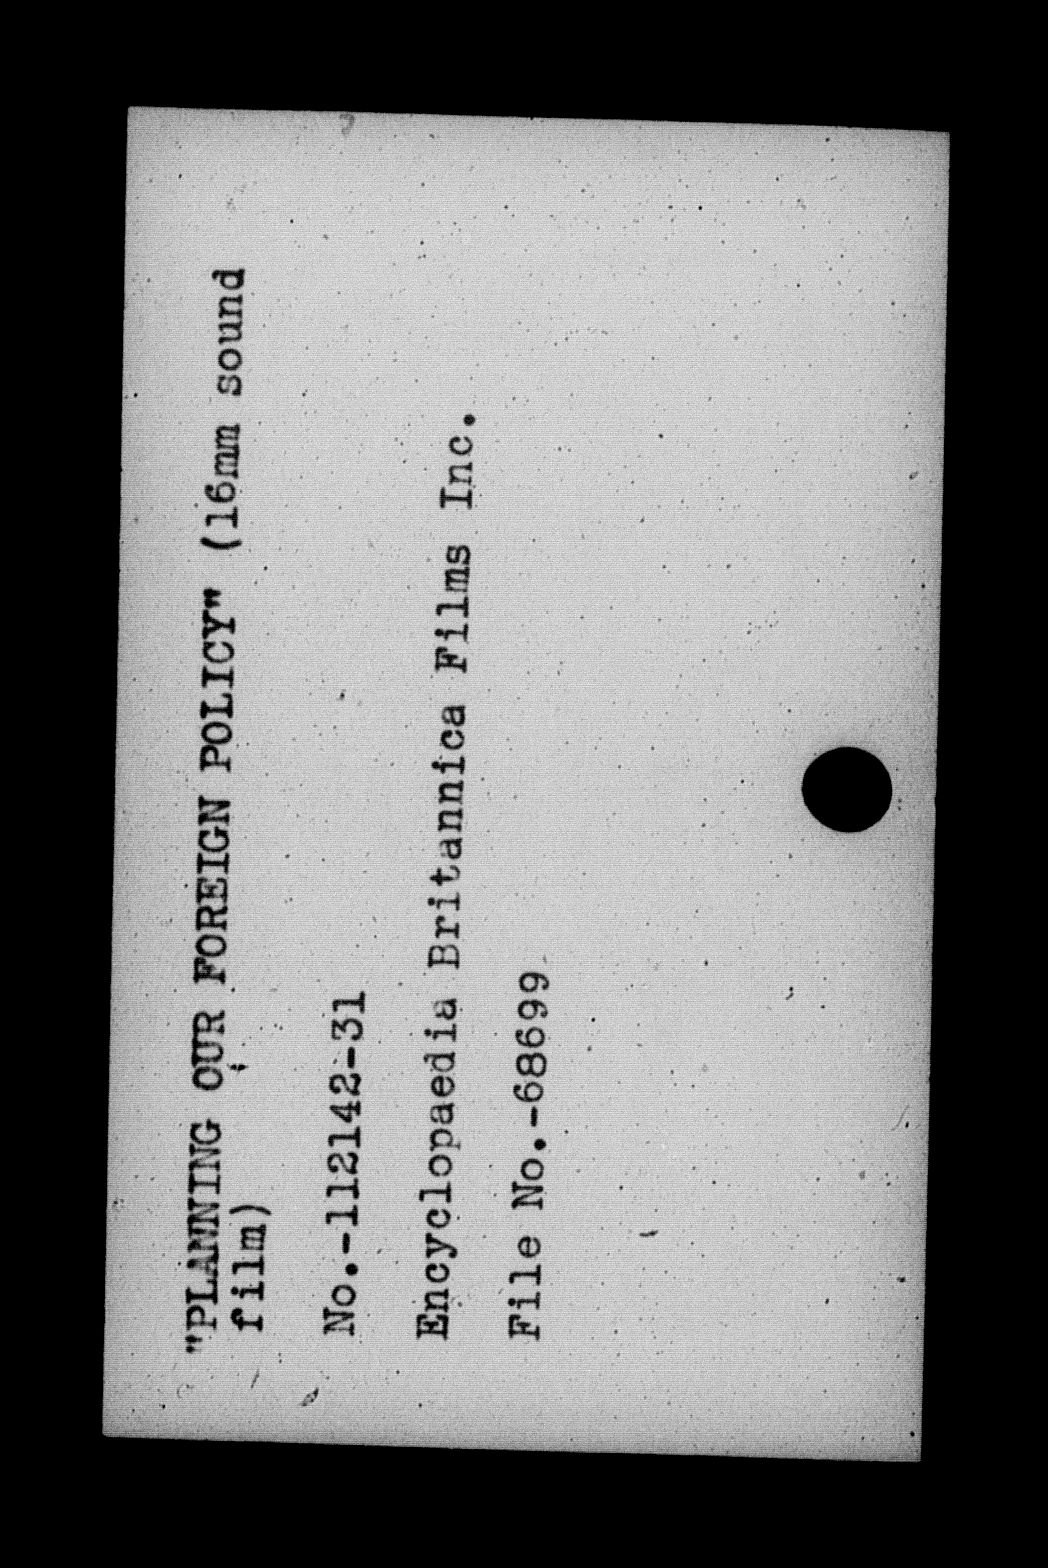 "PLANNING OUR FOREIGN POLICY" (16mm sound
film)
No.-112142-31
Encyclopaedia Britannica Films Inc.
File No.-68699